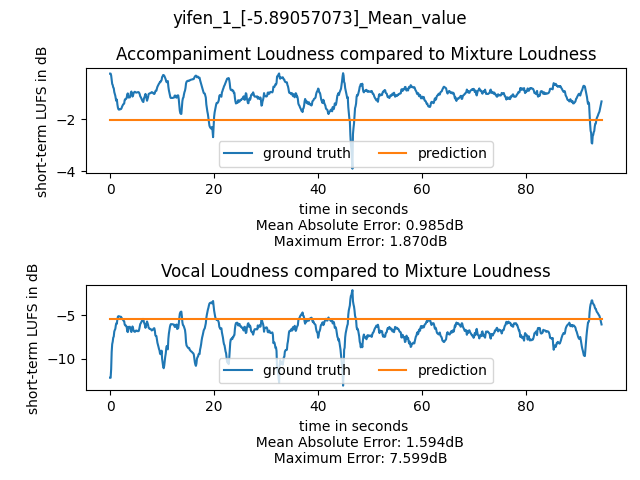 yifen_1_[-5.89057073]_Mean_value
Accompaniment Loudness compared to Mixture Loudness
short-term LUFS in dB
−2
−4
ground truth
prediction
0 20 40 60 80
time in seconds
Mean Absolute Error: 0.985dB
Maximum Error: 1.870dB
Vocal Loudness compared to Mixture Loudness
short-term LUFS in dB
−5
−10
ground truth
prediction
0 20 40 60 80
time in seconds
Mean Absolute Error: 1.594dB
Maximum Error: 7.599dB